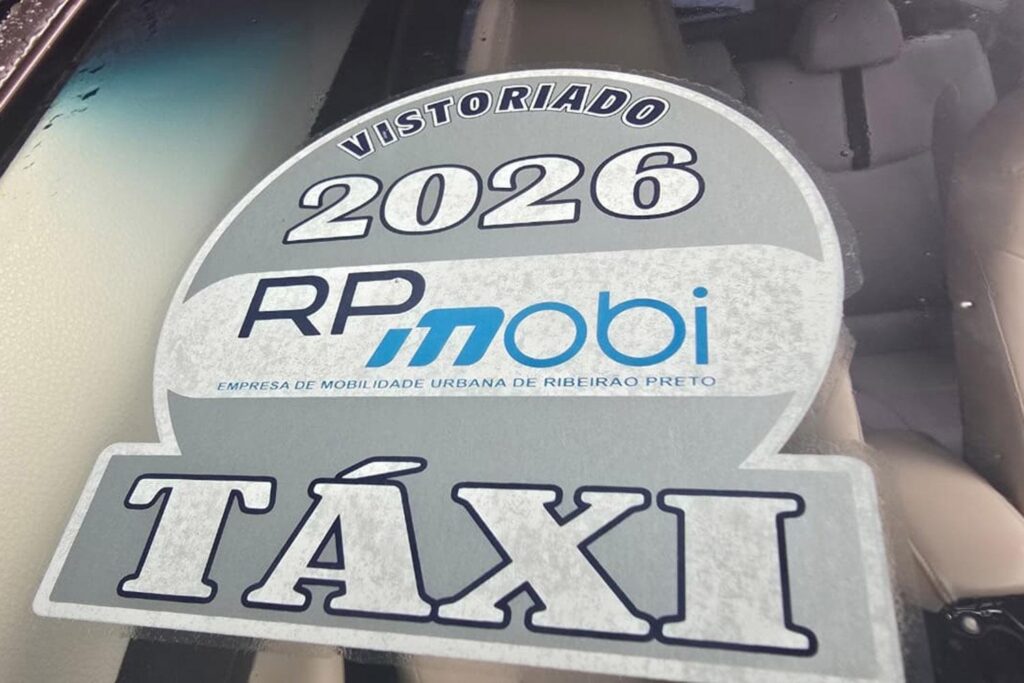 VISTORIADO
2026
RPmobi
EMPRESA DE MOBILIDADE URBANA DE RIBEIRÃO PRETO
TÁXI